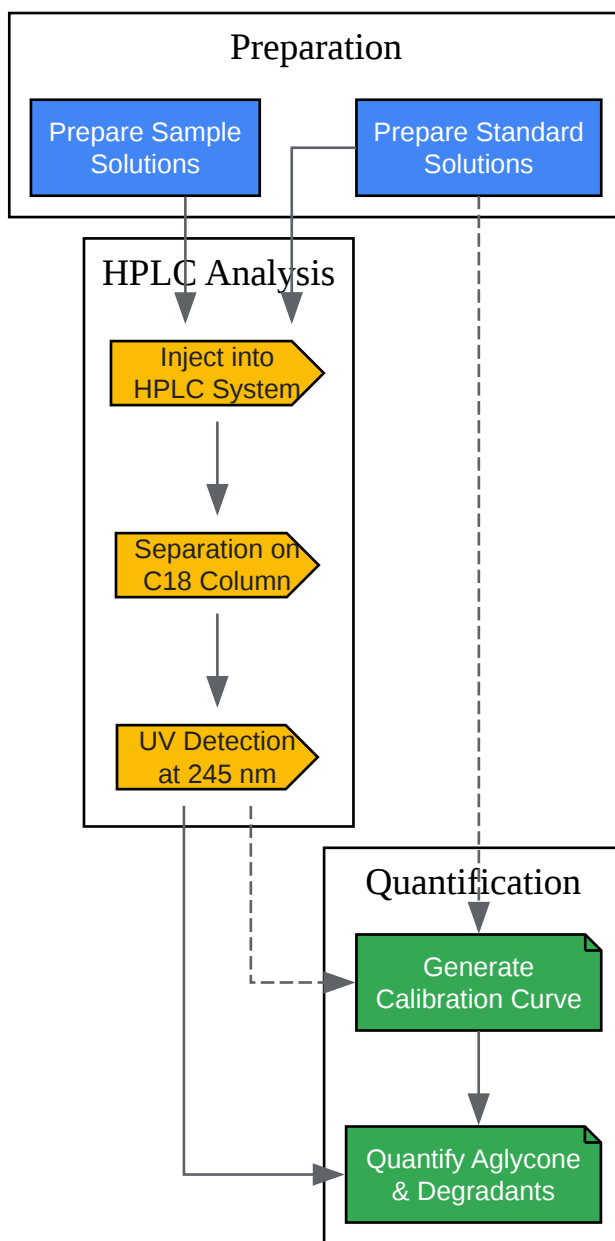 Preparation
Prepare Sample
Solutions
Prepare Standard
Solutions
HPLC Analysis
Inject into
HPLC System
Separation on
C18 Column
UV Detection
at 245 nm
Quantification
Generate
Calibration Curve
Quantify Aglycone
& Degradants